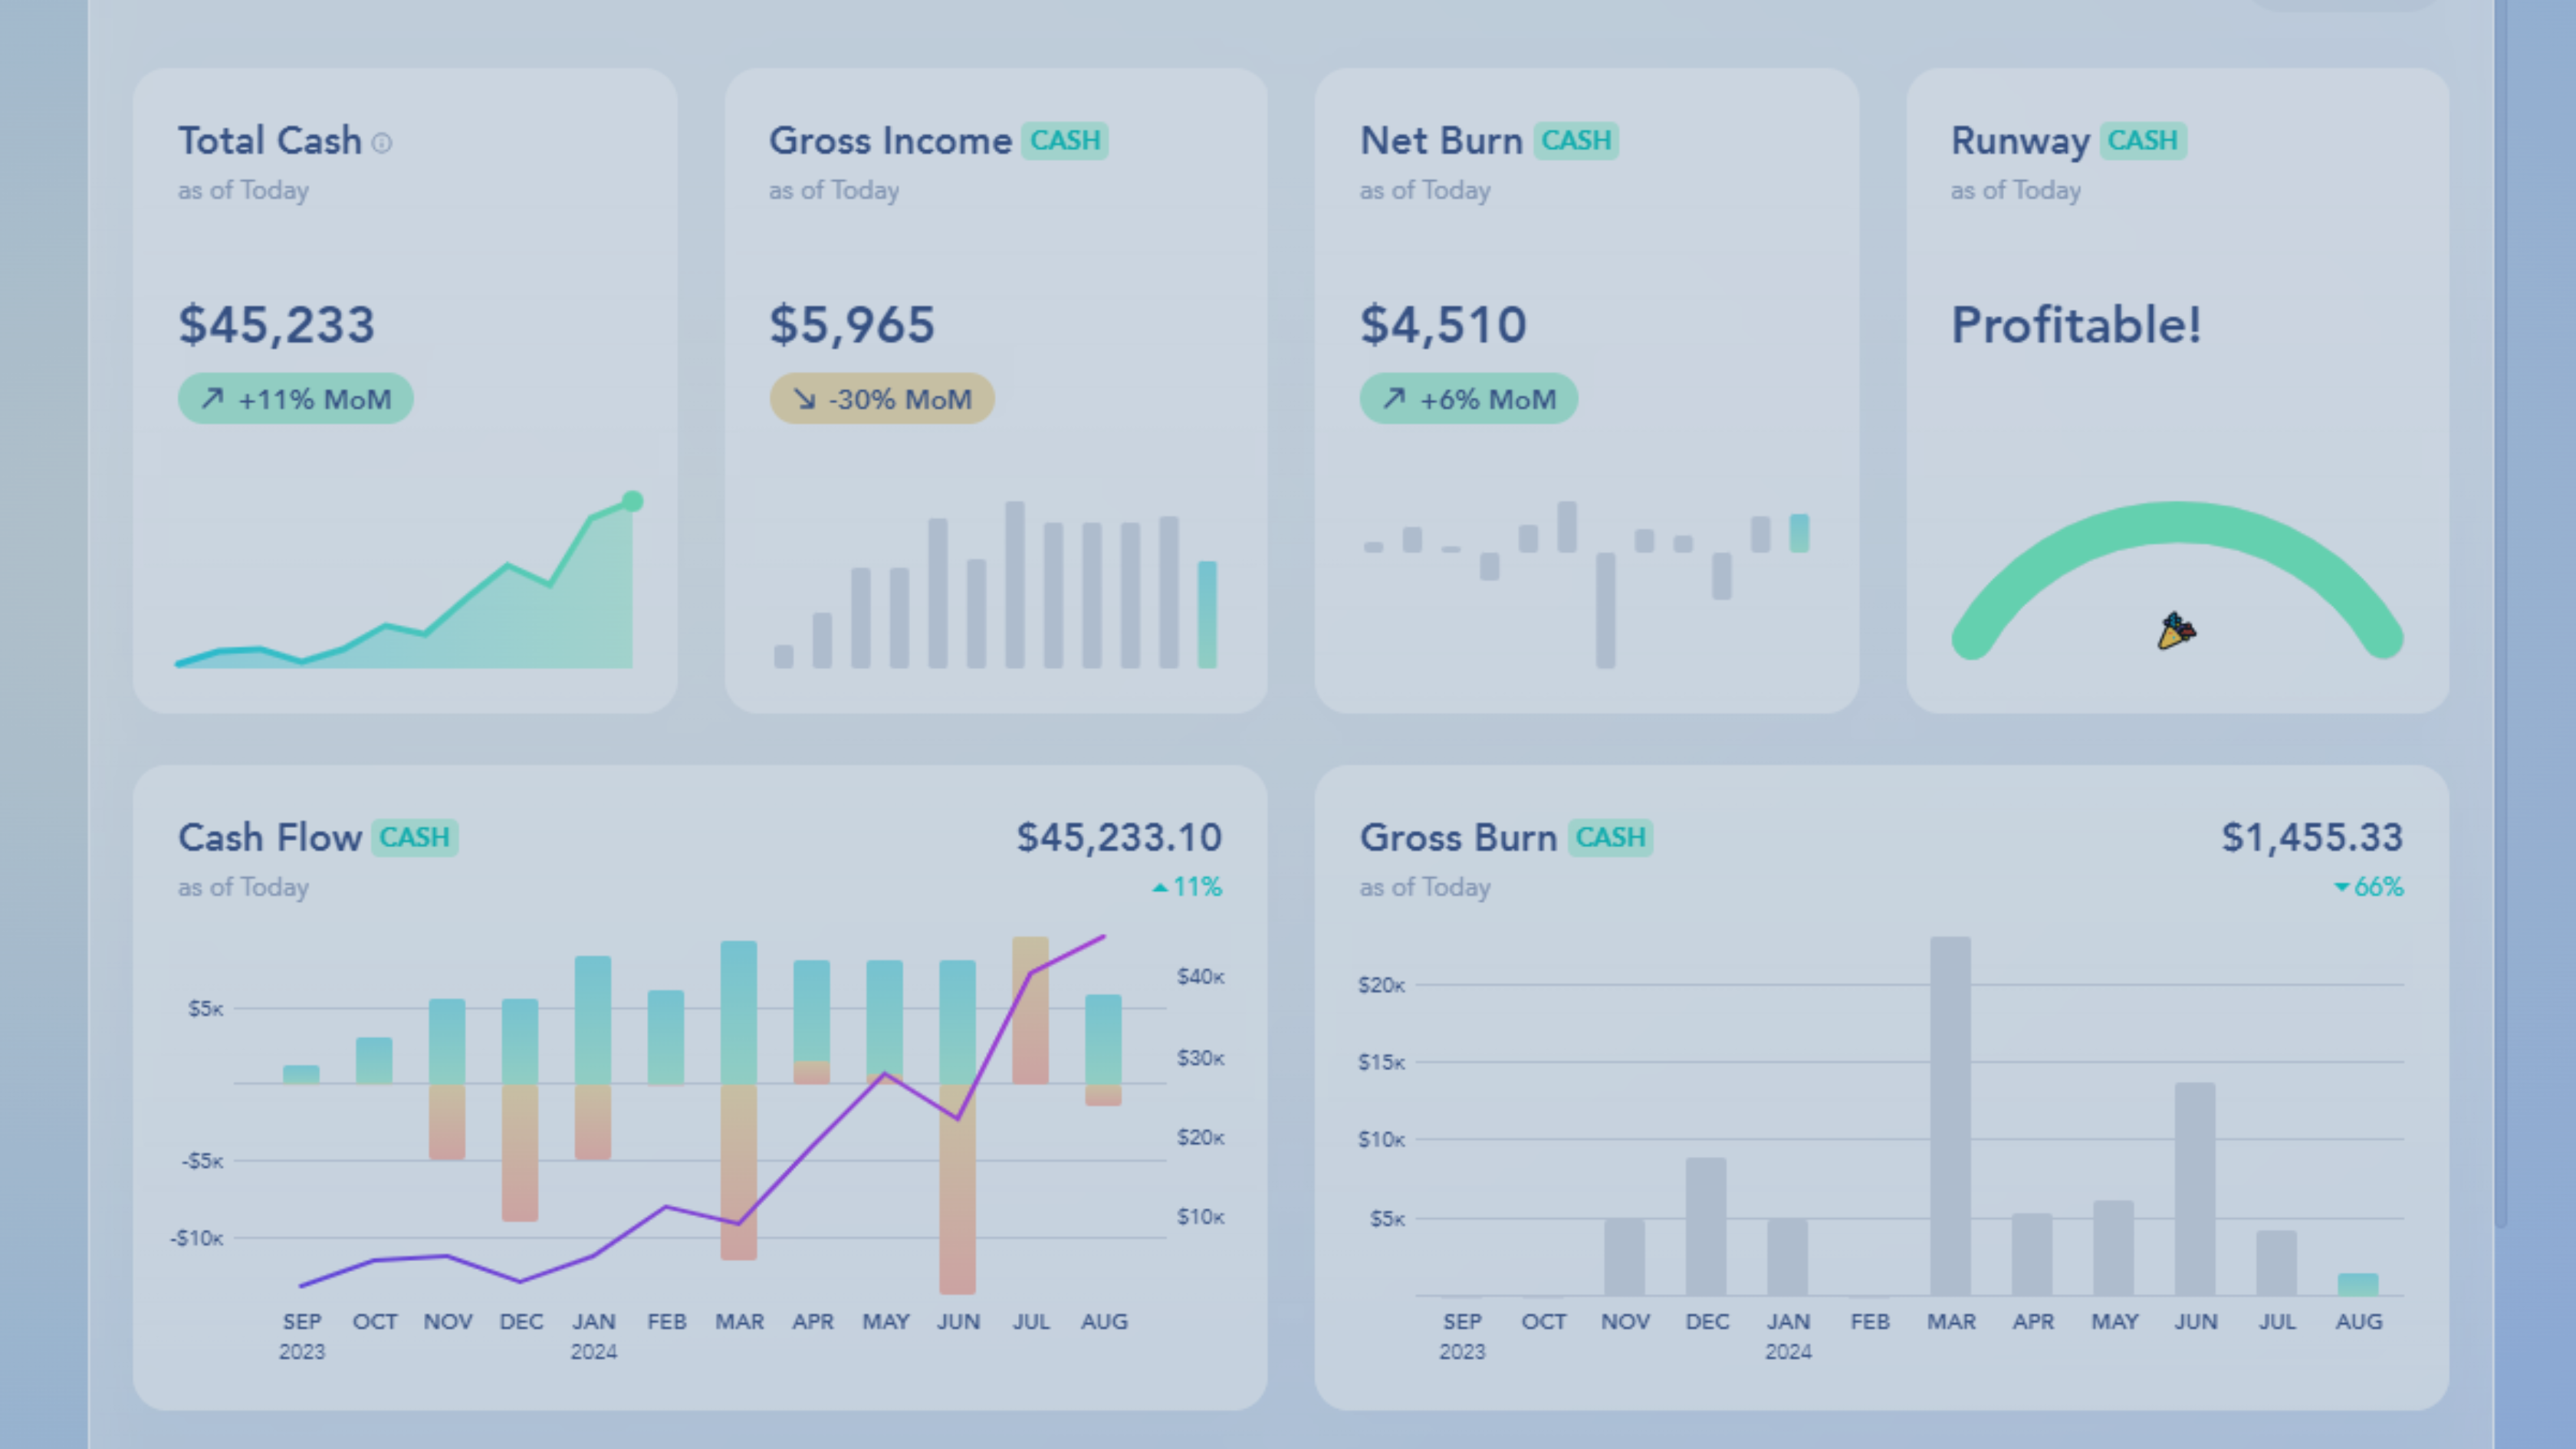 Total Cash
as of Today
$45,233
+11% MoM
Gross Income CASH
as of Today
$5,965
-30% MoM
Net Burn CASH
as of Today
$4,510
+6% MoM
Runway CASH
as of Today
Profitable!
Cash Flow CASH
as of Today
$45,233.10
11%
$5K
-$5K
-$10K
$40K
$30K
$20K
$10K
SEP OCT NOV DEC JAN FEB MAR APR MAY JUN JUL AUG
2023 2024
Gross Burn CASH
as of Today
$1,455.33
66%
$20K
$15K
$10K
$5K
SEP OCT NOV DEC JAN FEB MAR APR MAY JUN JUL AUG
2023 2024